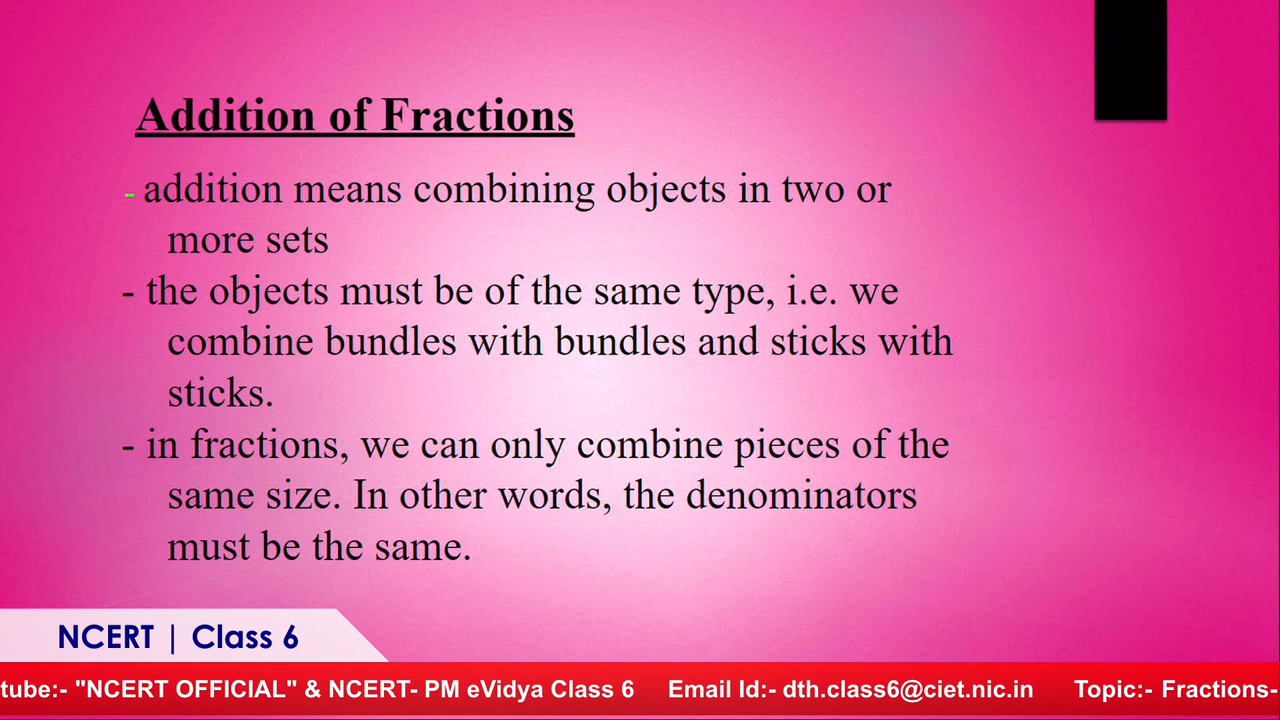 Addition of Fractions
- addition means combining objects in two or
more sets
- the objects must be of the same type, i.e. we
combine bundles with bundles and sticks with
sticks.
- in fractions, we can only combine pieces of the
same size. In other words, the denominators
must be the same.
NCERT | Class 6
tube:- "NCERT OFFICIAL" & NCERT- PM eVidya Class 6 Email Id:- dth.class6@ciet.nic.in Topic:- Fractions-